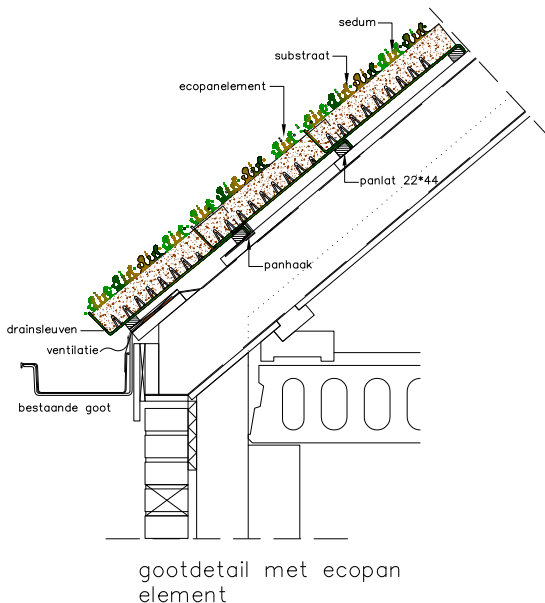 sedum
substraat
ecopanelement
panlat 22*44
panhaak
drainsleuven
ventilatie
bestaande goot
gootdetail met ecopan
element